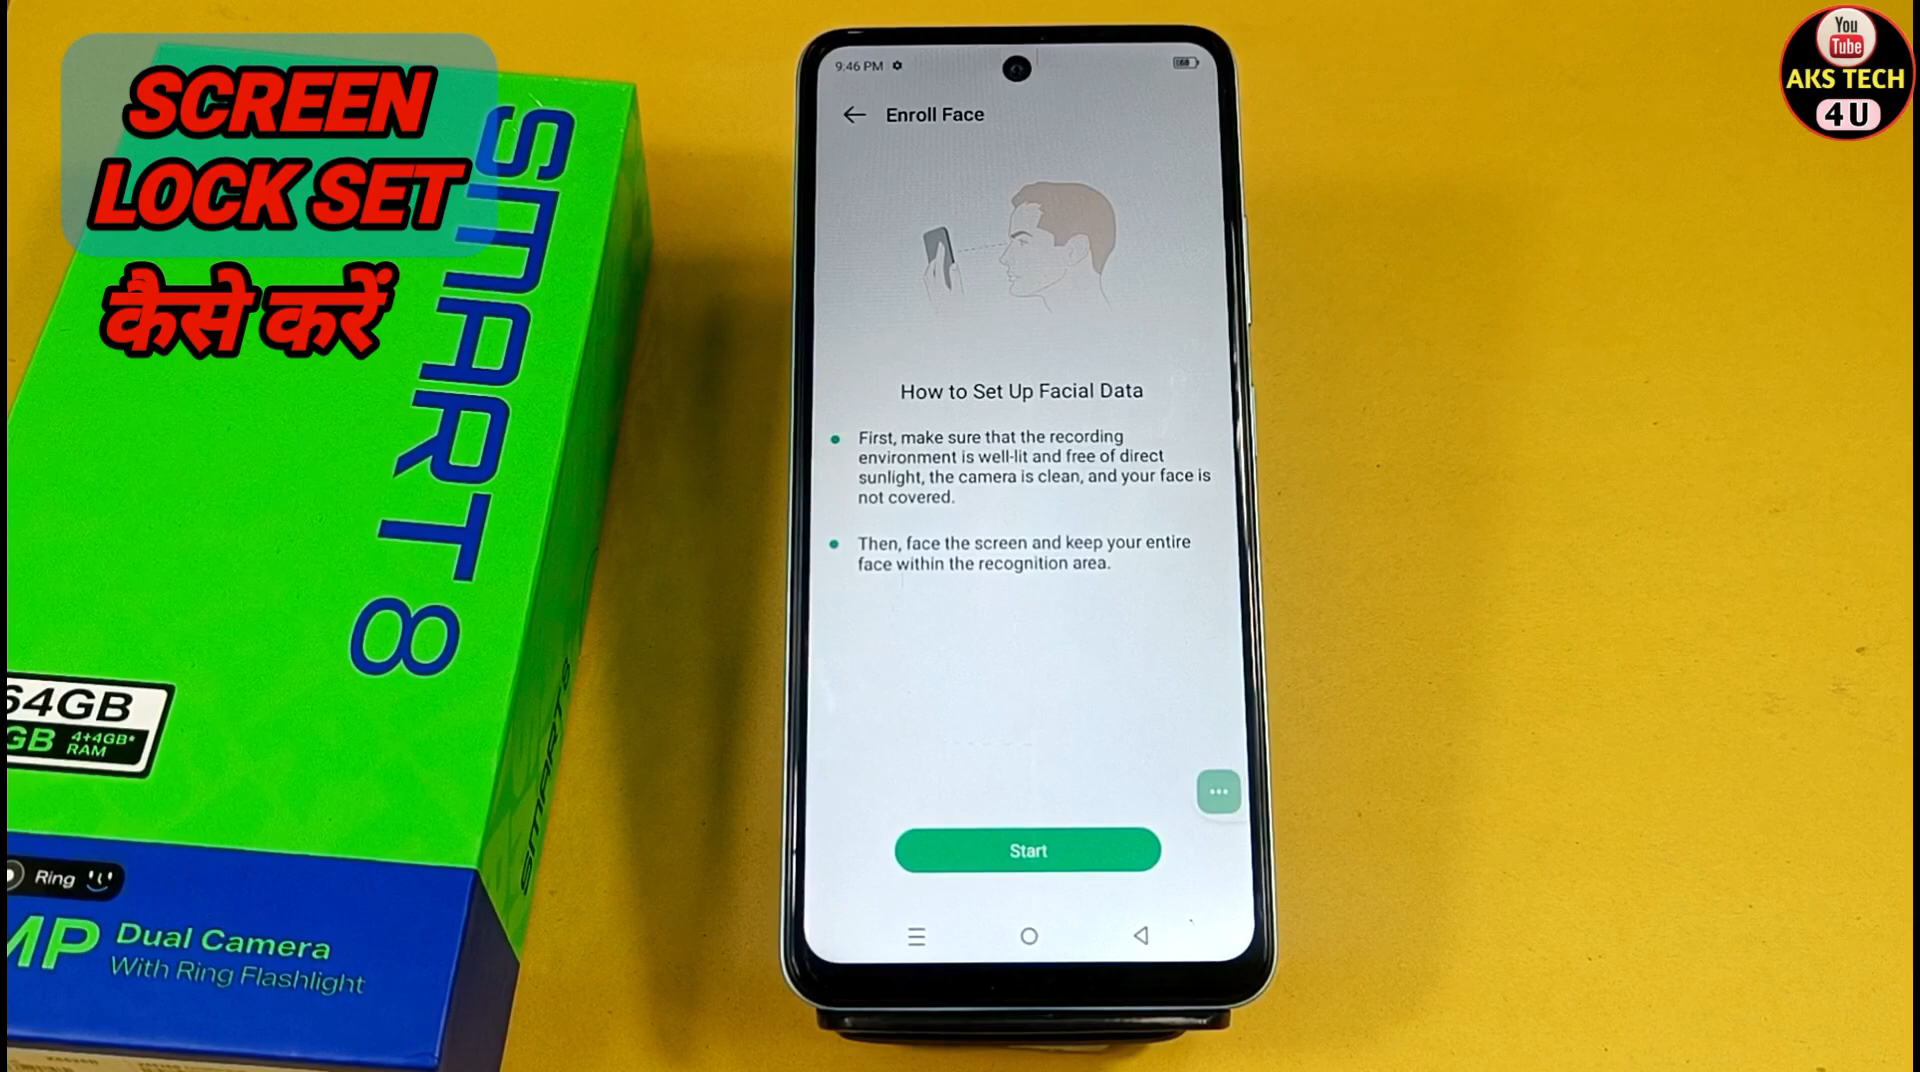 SCREEN
LOCK SET
कैसे करें
SMART 8
64GB
GB 4+4GB*
RAM
SMART 8
Ring
MP Dual Camera
With Ring Flashlight
9:46 PM
Enroll Face
How to Set Up Facial Data
First, make sure that the recording
environment is well-lit and free of direct
sunlight, the camera is clean, and your face is
not covered.
Then, face the screen and keep your entire
face within the recognition area.
Start
You
Tube
AKS TECH
4U